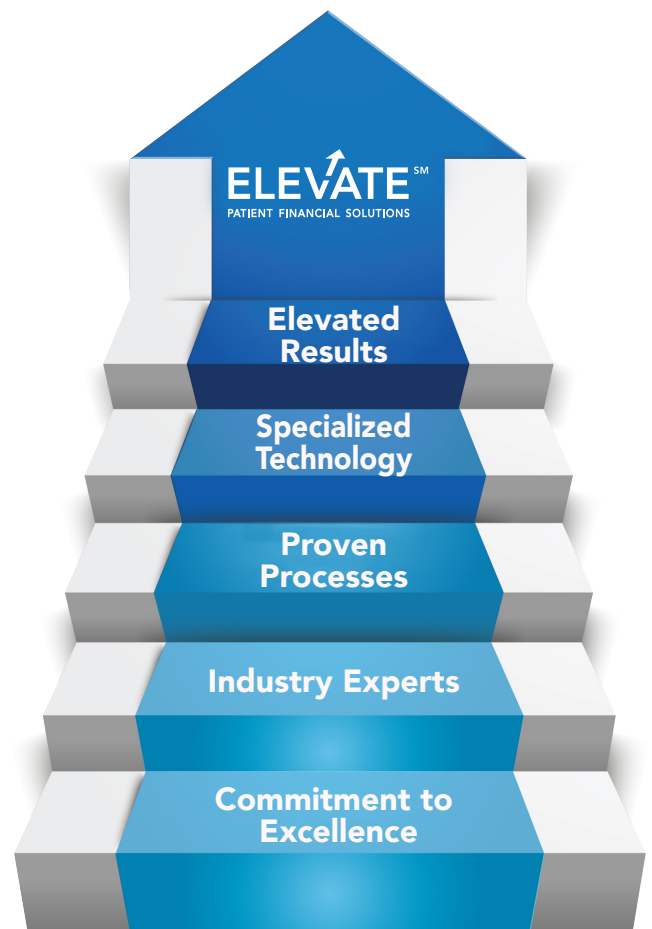 ELEVATE℠
PATIENT FINANCIAL SOLUTIONS
Elevated
Results
Specialized
Technology
Proven
Processes
Industry Experts
Commitment to
Excellence